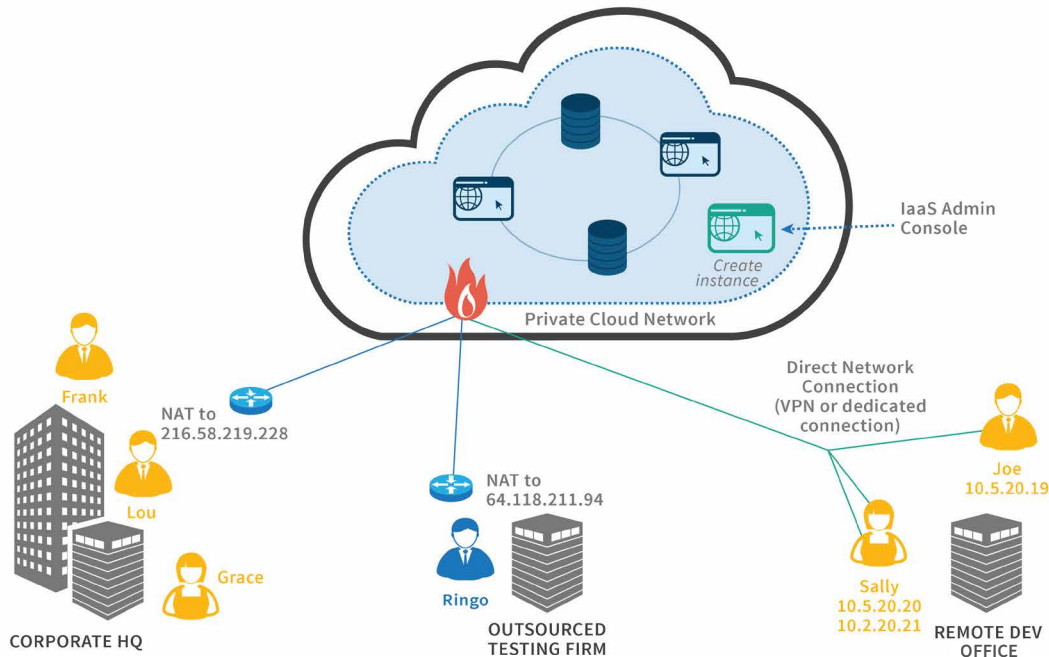 IaaS Admin
Console
Create
instance
Private Cloud Network
Direct Network
Connection
(VPN or dedicated
connection)
Frank
NAT to
216.58.219.228
Lou
Grace
CORPORATE HQ
NAT to
64.118.211.94
Ringo
OUTSOURCED
TESTING FIRM
Joe
10.5.20.19
Sally
10.5.20.20
10.2.20.21
REMOTE DEV
OFFICE